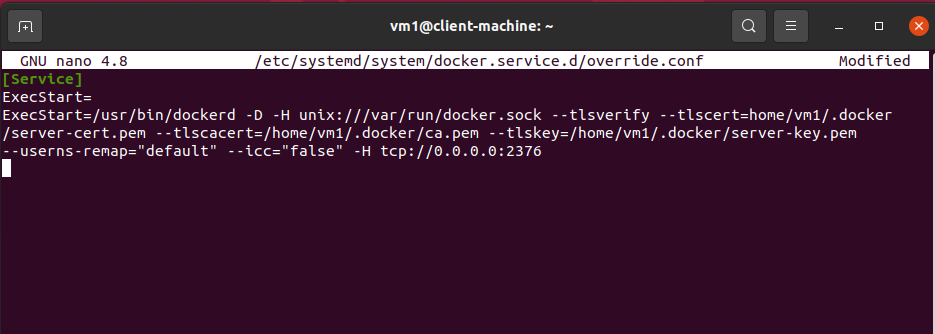 vm1@client-machine: ~
GNU nano 4.8 /etc/systemd/system/docker.service.d/override.conf Modified
[Service]
ExecStart=
ExecStart=/usr/bin/dockerd -D -H unix:///var/run/docker.sock --tlsverify --tlscert=home/vm1/.docker
/server-cert.pem --tlscacert=/home/vm1/.docker/ca.pem --tlskey=/home/vm1/.docker/server-key.pem
--userns-remap="default" --icc="false" -H tcp://0.0.0.0:2376